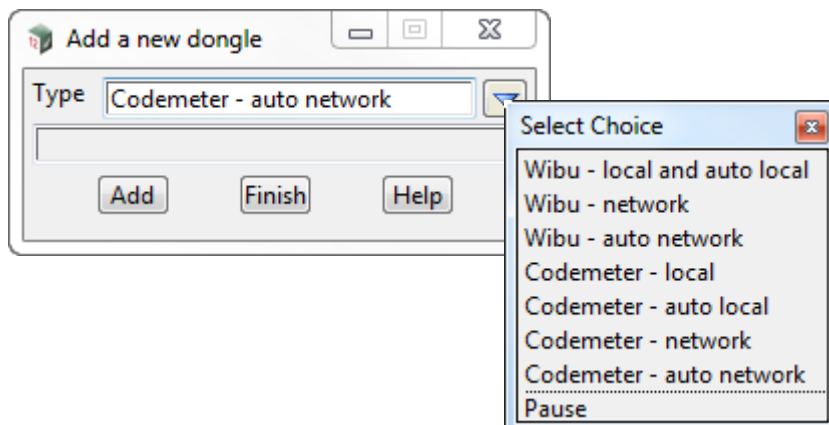 Add a new dongle
Type Codemeter - auto network
Add Finish Help
Select Choice
Wibu - local and auto local
Wibu - network
Wibu - auto network
Codemeter - local
Codemeter - auto local
Codemeter - network
Codemeter - auto network
Pause